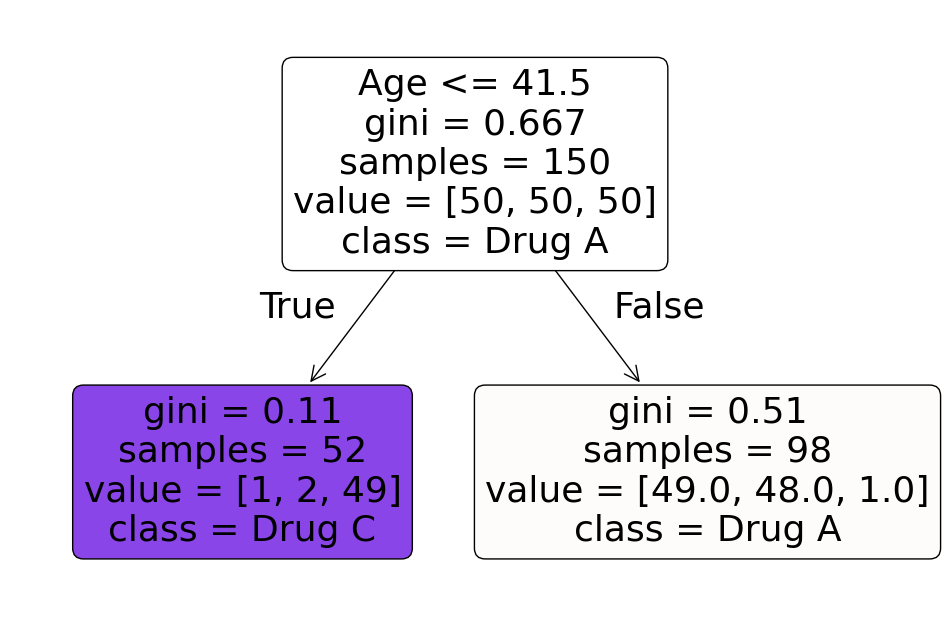 Age <= 41.5
gini = 0.667
samples = 150
value = [50, 50, 50]
class = Drug A
True
False
gini = 0.11
samples = 52
value = [1, 2, 49]
class = Drug C
gini = 0.51
samples = 98
value = [49.0, 48.0, 1.0]
class = Drug A